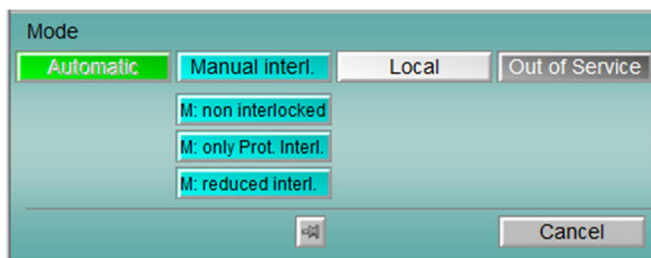 Mode
Automatic Manual interl. Local Out of Service
M: non interlocked
M: only Prot. Interl.
M: reduced interl.
Cancel